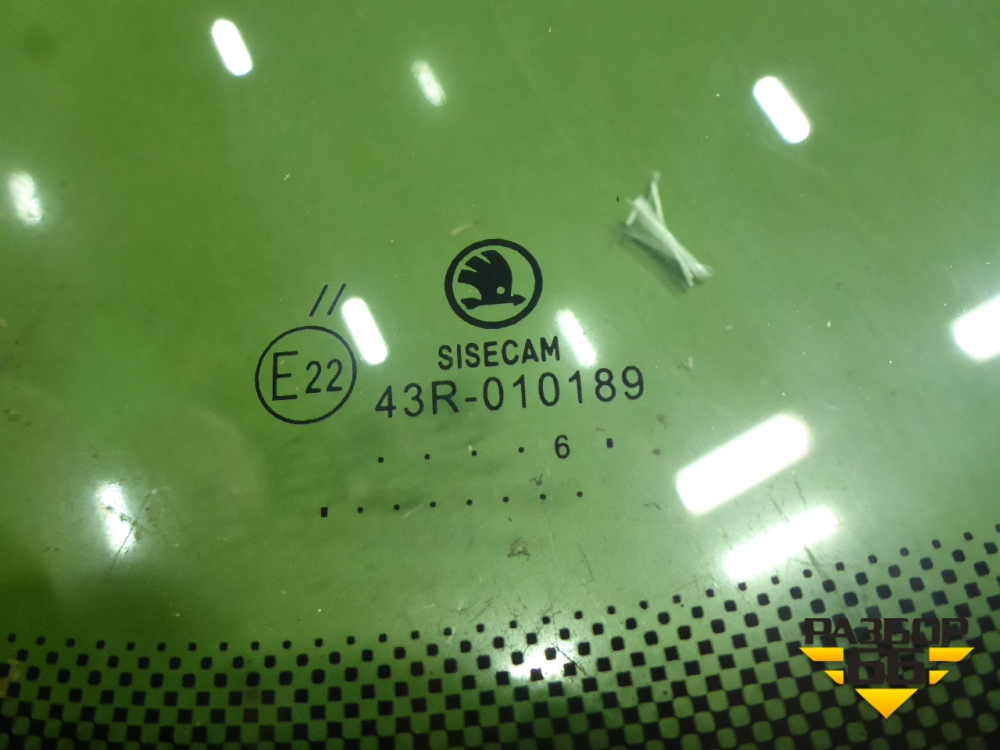 //
SISECAM
E22
43R-010189
. . . . 6 .
. . . . . . . .
РАЗБОР
66